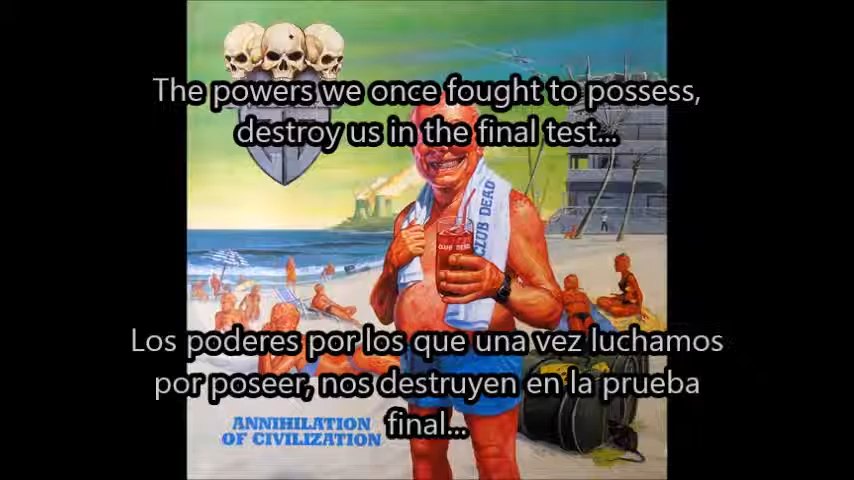 The powers we once fought to possess,
destroy us in the final test...
CLUB DEAD
CLUB DEAD
Los poderes por los que una vez luchamos
por poseer, nos destruyen en la prueba
final...
ANNIHILATION
OF CIVILIZATION